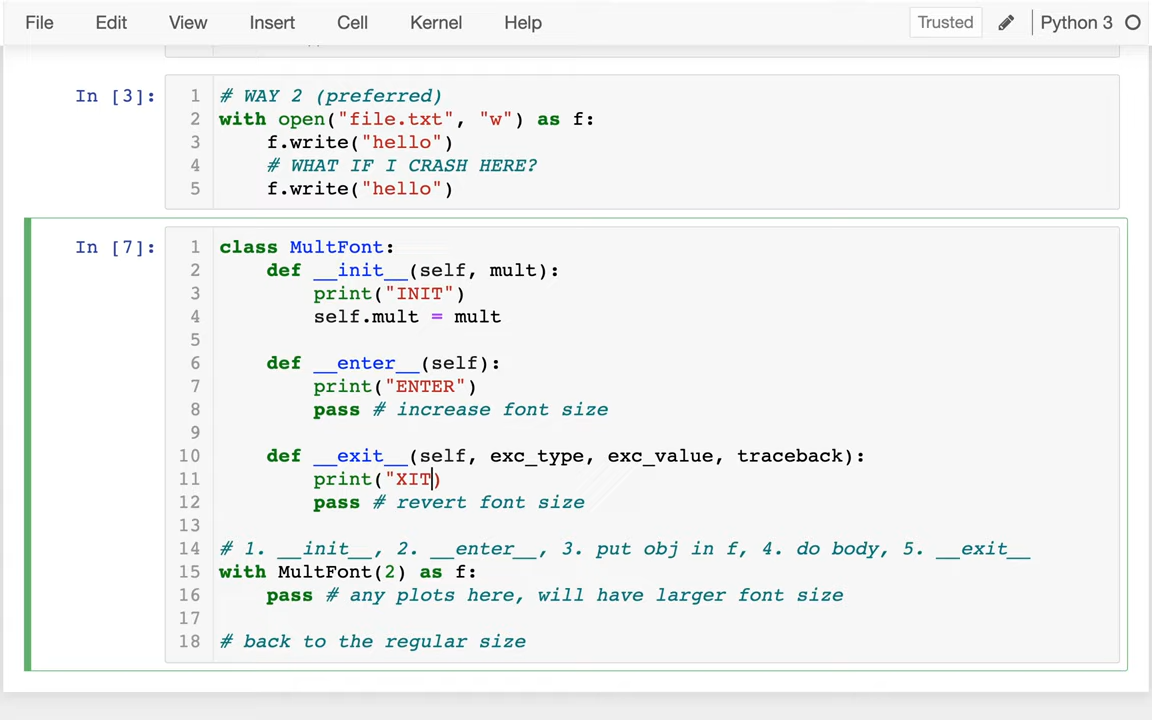 File Edit View Insert Cell Kernel Help Trusted Python 3
In [3]:
1 # WAY 2 (preferred)
2 with open("file.txt", "w") as f:
3     f.write("hello")
4     # WHAT IF I CRASH HERE?
5     f.write("hello")
In [7]:
1 class MultFont:
2     def __init__(self, mult):
3         print("INIT")
4         self.mult = mult
5
6     def __enter__(self):
7         print("ENTER")
8         pass # increase font size
9
10     def __exit__(self, exc_type, exc_value, traceback):
11         print("XIT)
12         pass # revert font size
13
14 # 1. __init__, 2. __enter__, 3. put obj in f, 4. do body, 5. __exit__
15 with MultFont(2) as f:
16     pass # any plots here, will have larger font size
17
18 # back to the regular size